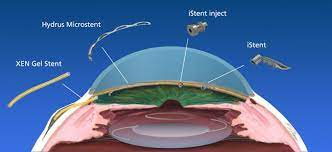 Hydrus Microstent
iStent inject
iStent
XEN Gel Stent